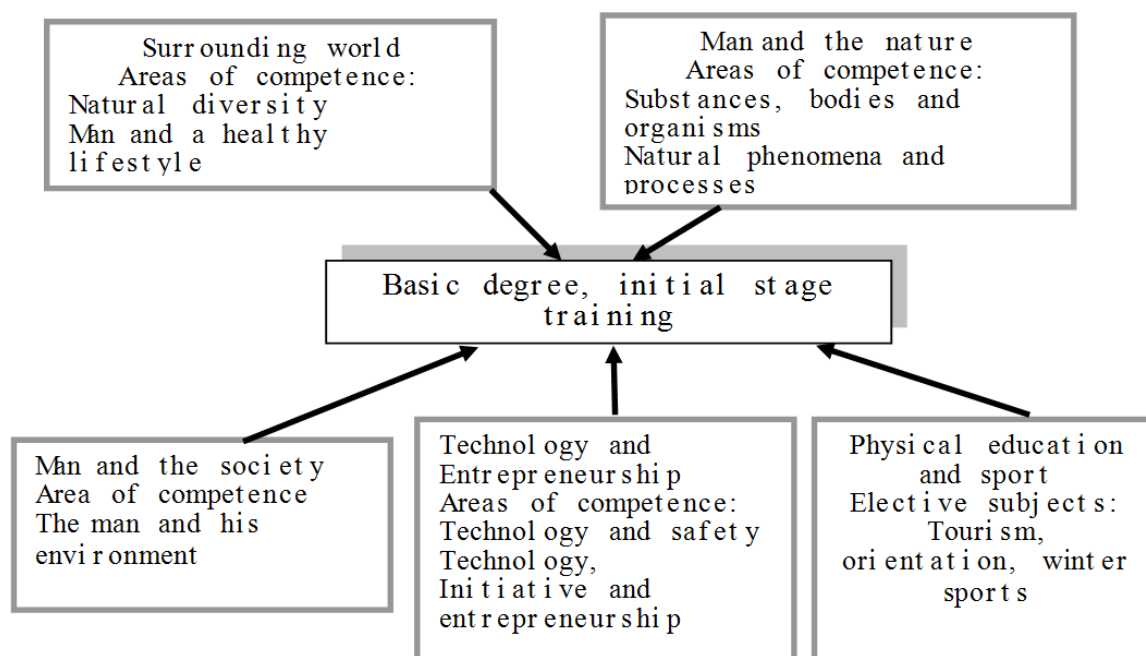 Surrounding world
Areas of competence:
Natural diversity
Man and a healthy
lifestyle
Man and the nature
Areas of competence:
Substances, bodies and
organisms
Natural phenomena and
processes
Basic degree, initial stage
training
Man and the society
Area of competence
The man and his
environment
Technology and
Entrepreneurship
Areas of competence:
Technology and safety
Technology,
Initiative and
entrepreneurship
Physical education
and sport
Elective subjects:
Tourism,
orientation, winter
sports